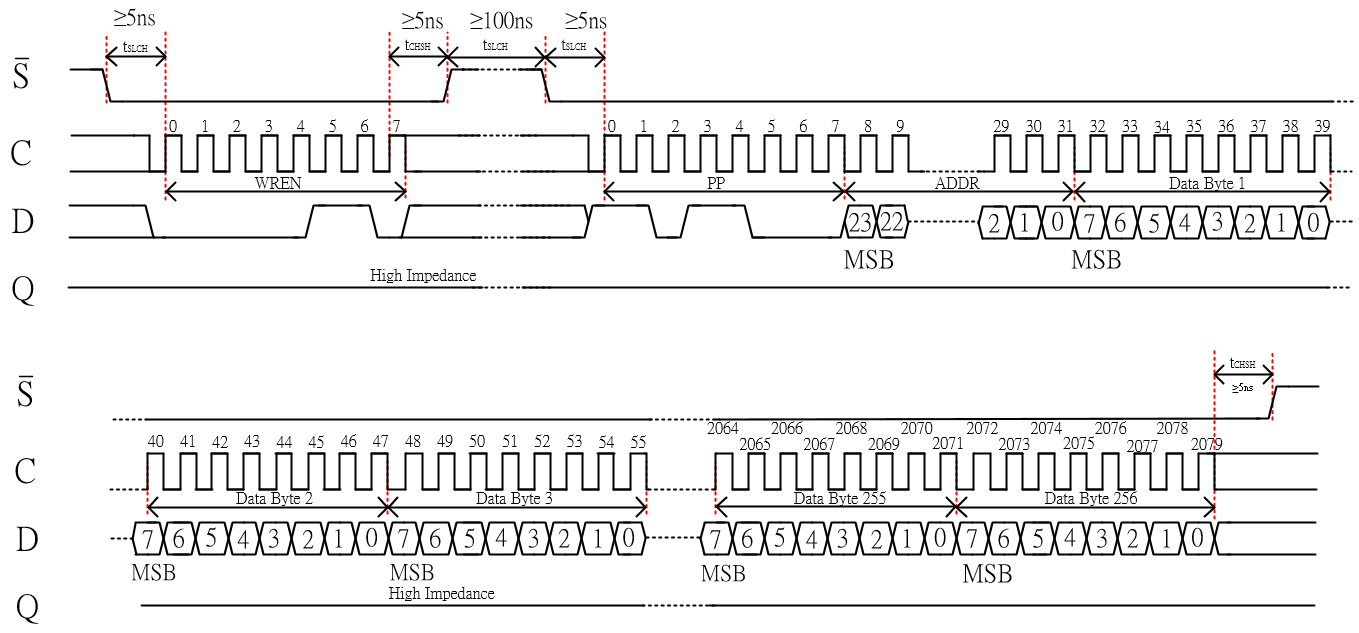 ≥5ns ≥5ns ≥100ns ≥5ns
tSLCH tCHSH tSLCH tSLCH
S̅
0 1 2 3 4 5 6 7 0 1 2 3 4 5 6 7 8 9 29 30 31 32 33 34 35 36 37 38 39
C
WREN PP ADDR Data Byte 1
D 23 22 2 1 0 7 6 5 4 3 2 1 0
MSB MSB
High Impedance
Q
tCHSH
S̅ ≥5ns
2064 2066 2068 2070 2072 2074 2076 2078
40 41 42 43 44 45 46 47 48 49 50 51 52 53 54 55 2065 2067 2069 2071 2073 2075 2077 2079
C
Data Byte 2 Data Byte 3 Data Byte 255 Data Byte 256
D 7 6 5 4 3 2 1 0 7 6 5 4 3 2 1 0 7 6 5 4 3 2 1 0 7 6 5 4 3 2 1 0
MSB MSB MSB MSB
High Impedance
Q